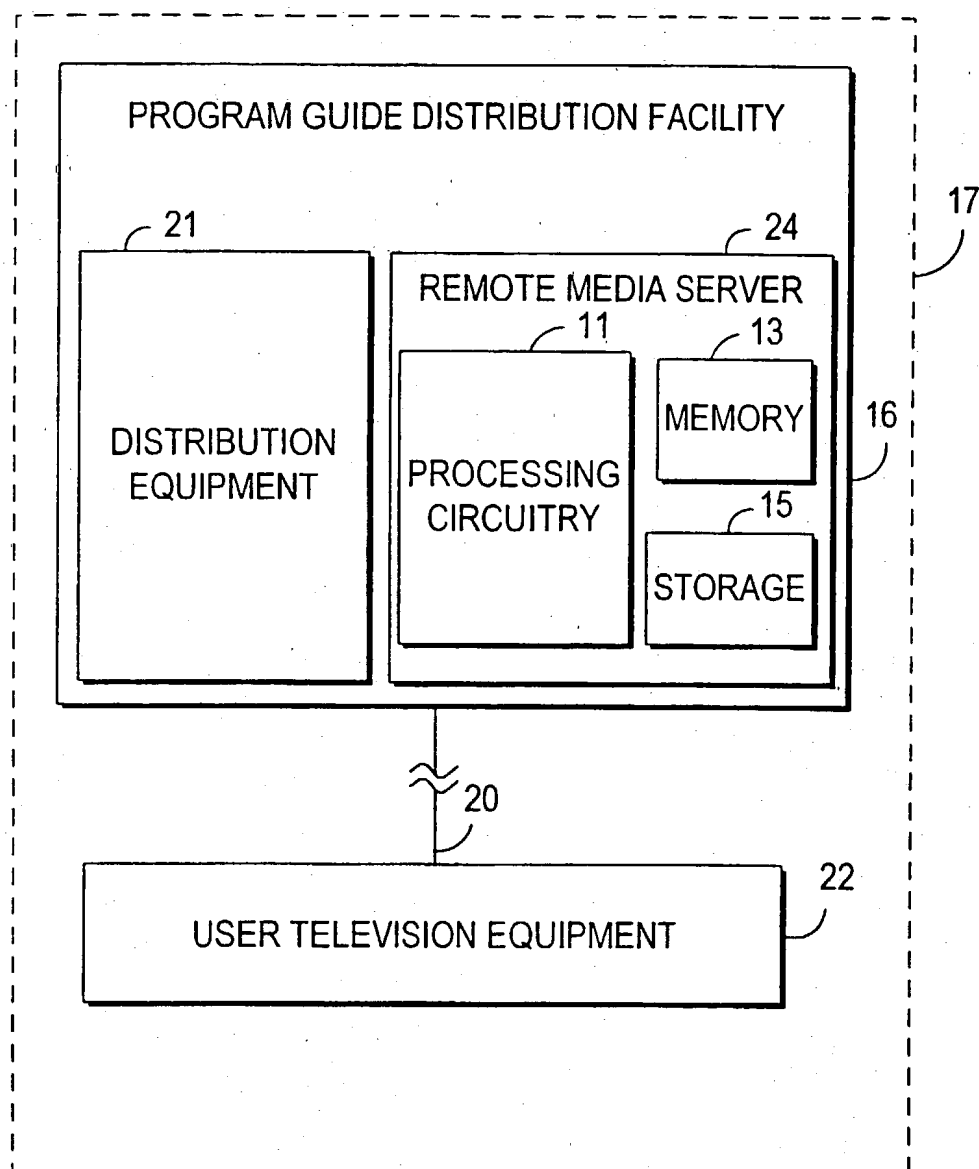 PROGRAM GUIDE DISTRIBUTION FACILITY
17
21
24
REMOTE MEDIA SERVER
11
13
MEMORY
16
DISTRIBUTION
EQUIPMENT
PROCESSING
CIRCUITRY
15
STORAGE
20
22
USER TELEVISION EQUIPMENT